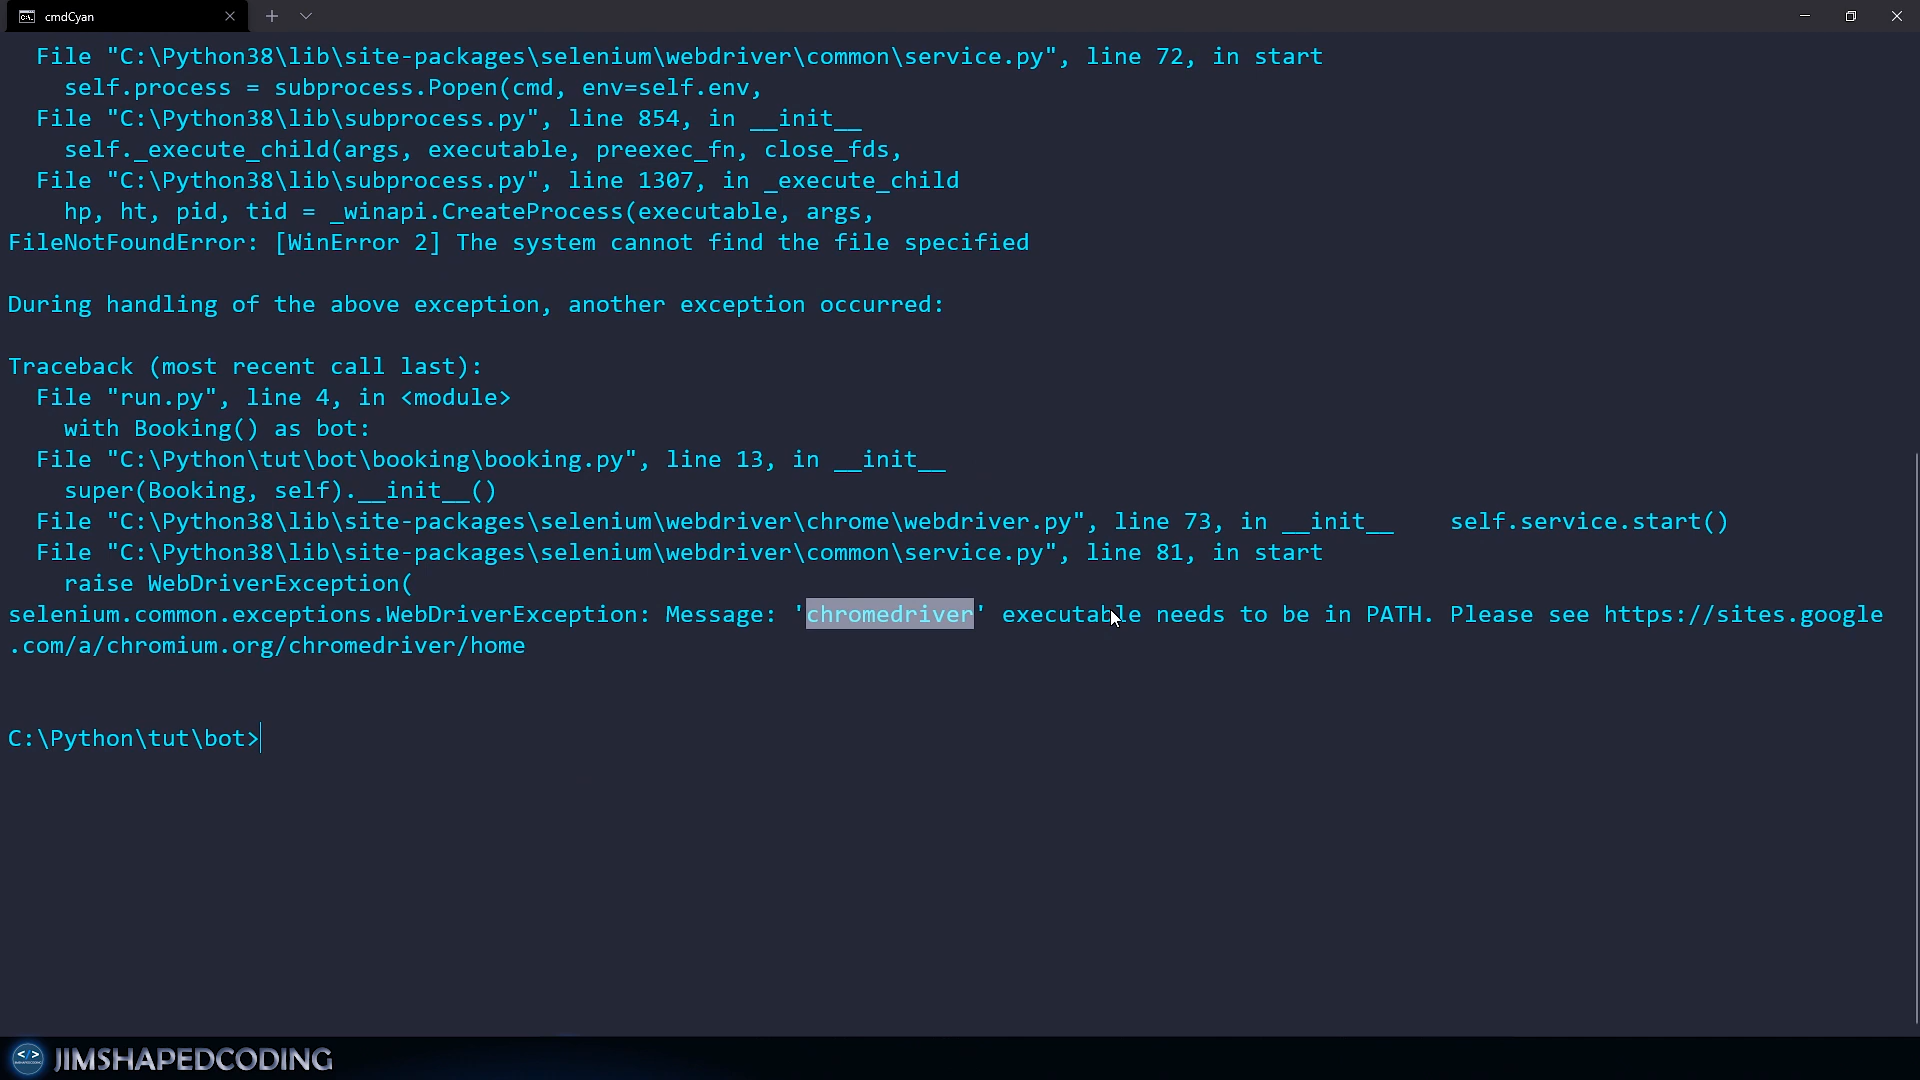 cmdCyan
File "C:\Python38\lib\site-packages\selenium\webdriver\common\service.py", line 72, in start
self.process = subprocess.Popen(cmd, env=self.env,
File "C:\Python38\lib\subprocess.py", line 854, in __init__
self._execute_child(args, executable, preexec_fn, close_fds,
File "C:\Python38\lib\subprocess.py", line 1307, in _execute_child
hp, ht, pid, tid = _winapi.CreateProcess(executable, args,
FileNotFoundError: [WinError 2] The system cannot find the file specified
During handling of the above exception, another exception occurred:
Traceback (most recent call last):
File "run.py", line 4, in <module>
with Booking() as bot:
File "C:\Python\tut\bot\booking\booking.py", line 13, in __init__
super(Booking, self).__init__()
File "C:\Python38\lib\site-packages\selenium\webdriver\chrome\webdriver.py", line 73, in __init__    self.service.start()
File "C:\Python38\lib\site-packages\selenium\webdriver\common\service.py", line 81, in start
raise WebDriverException(
selenium.common.exceptions.WebDriverException: Message: 'chromedriver' executable needs to be in PATH. Please see https://sites.google
.com/a/chromium.org/chromedriver/home
C:\Python\tut\bot>
JIMSHAPEDCODING